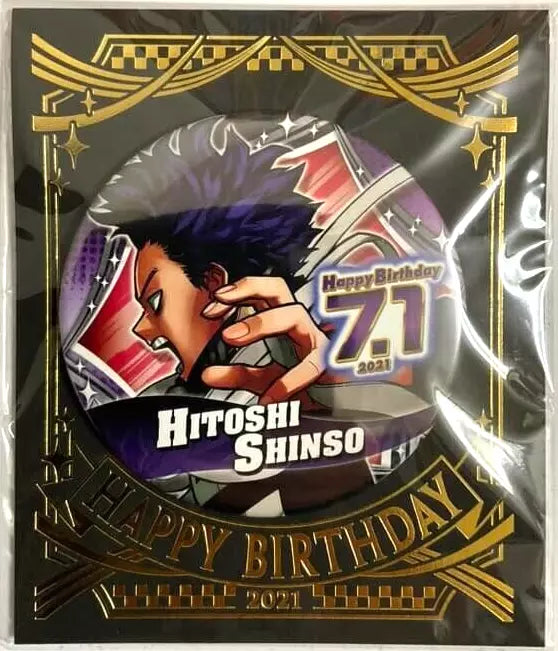 Happy Birthday
7.1
2021
HITOSHI
SHINSO
HAPPY BIRTHDAY
2021